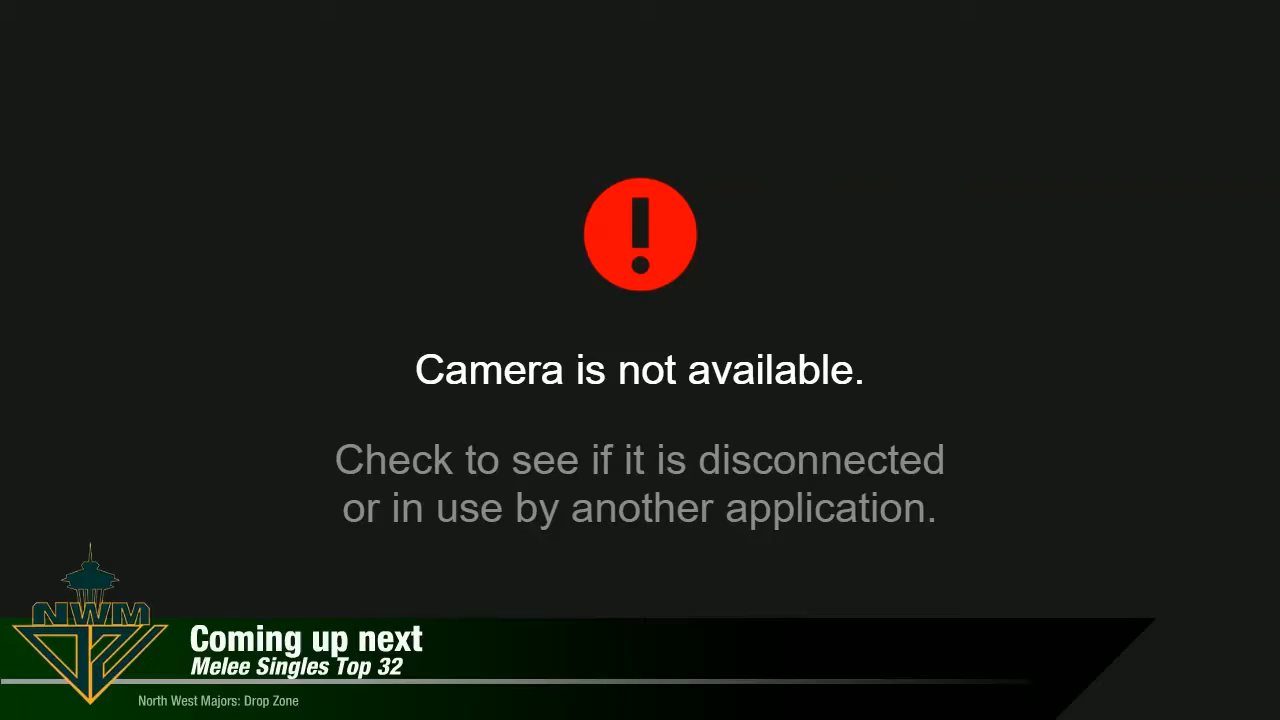 Camera is not available.
Check to see if it is disconnected
or in use by another application.
NWM
DZ
Coming up next
Melee Singles Top 32
North West Majors: Drop Zone